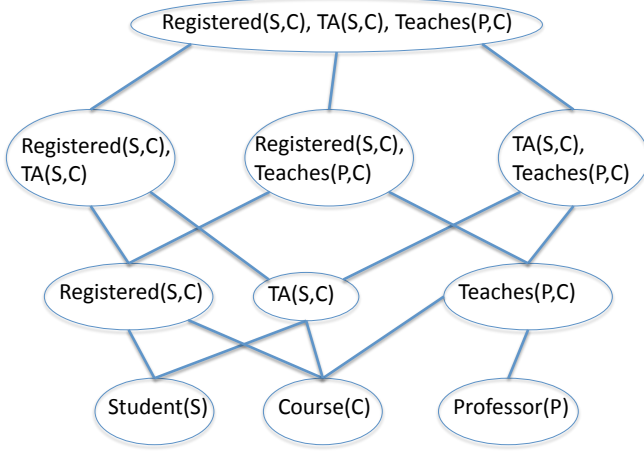 Registered(S,C), TA(S,C), Teaches(P,C)
Registered(S,C),
TA(S,C)
Registered(S,C),
Teaches(P,C)
TA(S,C),
Teaches(P,C)
Registered(S,C)
TA(S,C)
Teaches(P,C)
Student(S)
Course(C)
Professor(P)